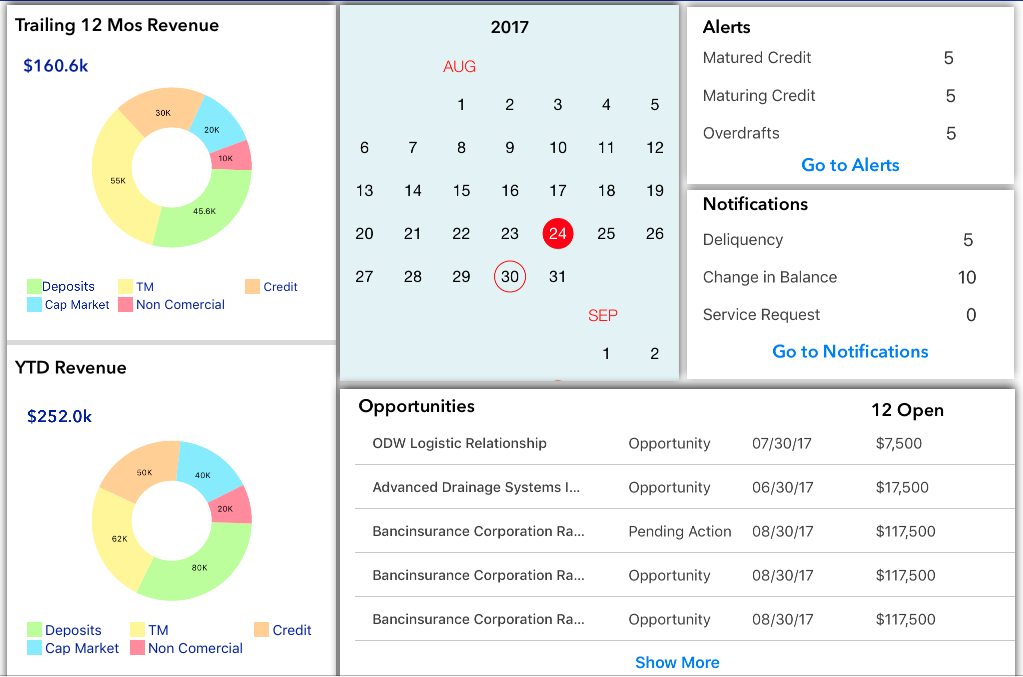 Trailing 12 Mos Revenue
$160.6k
30K
20K
10K
55K
45.6K
Deposits TM Credit
Cap Market Non Comercial
YTD Revenue
$252.0k
50K
40K
20K
62K
80K
Deposits TM Credit
Cap Market Non Comercial
2017
AUG
1 2 3 4 5
6 7 8 9 10 11 12
13 14 15 16 17 18 19
20 21 22 23 24 25 26
27 28 29 30 31
SEP
1 2
Alerts
Matured Credit 5
Maturing Credit 5
Overdrafts 5
Go to Alerts
Notifications
Deliquency 5
Change in Balance 10
Service Request 0
Go to Notifications
Opportunities 12 Open
ODW Logistic Relationship Opportunity 07/30/17 $7,500
Advanced Drainage Systems I... Opportunity 06/30/17 $17,500
Bancinsurance Corporation Ra... Pending Action 08/30/17 $117,500
Bancinsurance Corporation Ra... Opportunity 08/30/17 $117,500
Bancinsurance Corporation Ra... Opportunity 08/30/17 $117,500
Show More